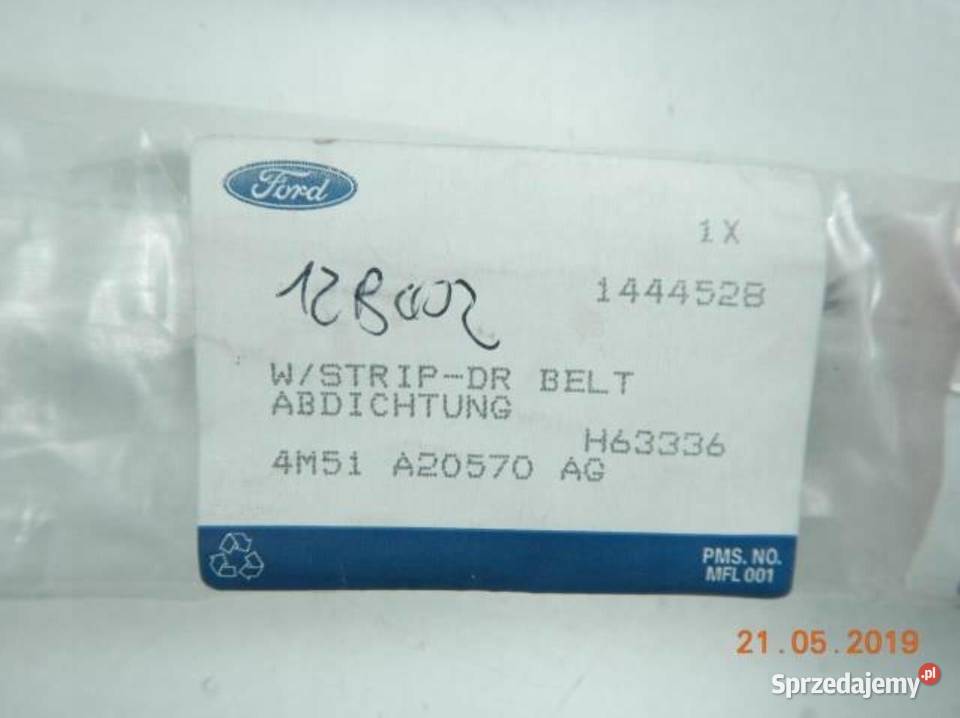 Ford
1X
1444528
12B002
W/STRIP-DR BELT
ABDICHTUNG
H63336
4M51 A20570 AG
PMS. NO.
MFL 001
21.05.2019
Sprzedajemy.pl